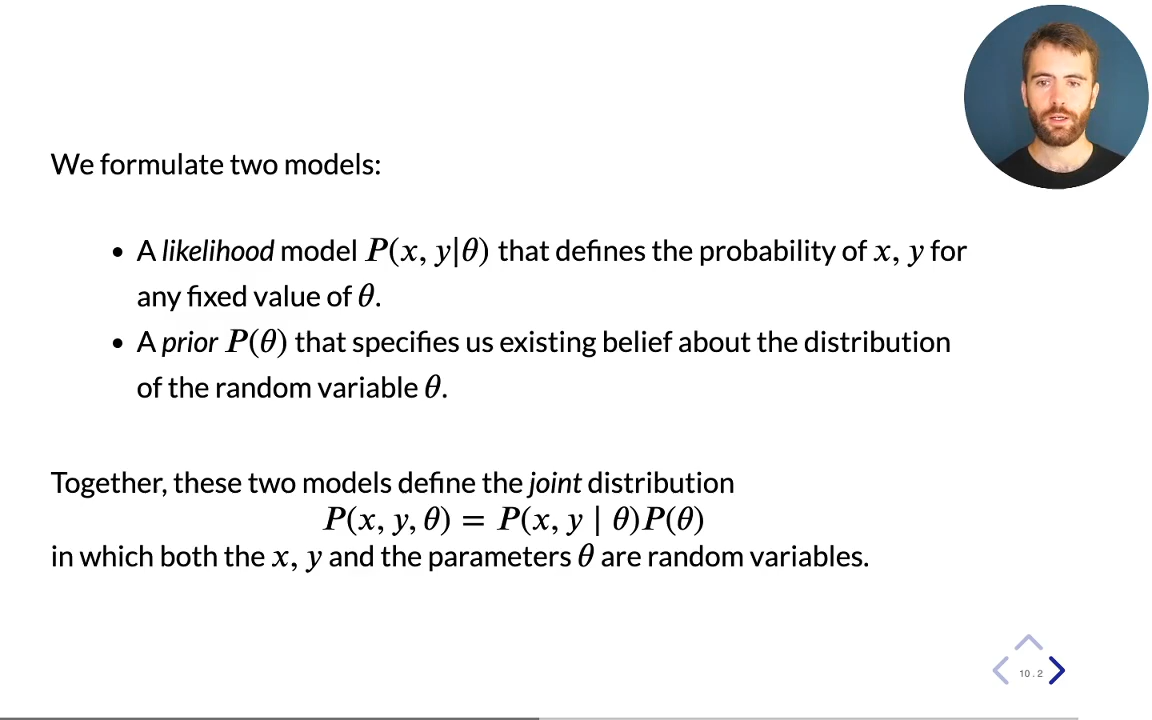 We formulate two models:
• A likelihood model P(x, y|θ) that defines the probability of x, y for
any fixed value of θ.
• A prior P(θ) that specifies us existing belief about the distribution
of the random variable θ.
Together, these two models define the joint distribution
P(x, y, θ) = P(x, y | θ)P(θ)
in which both the x, y and the parameters θ are random variables.
10.2